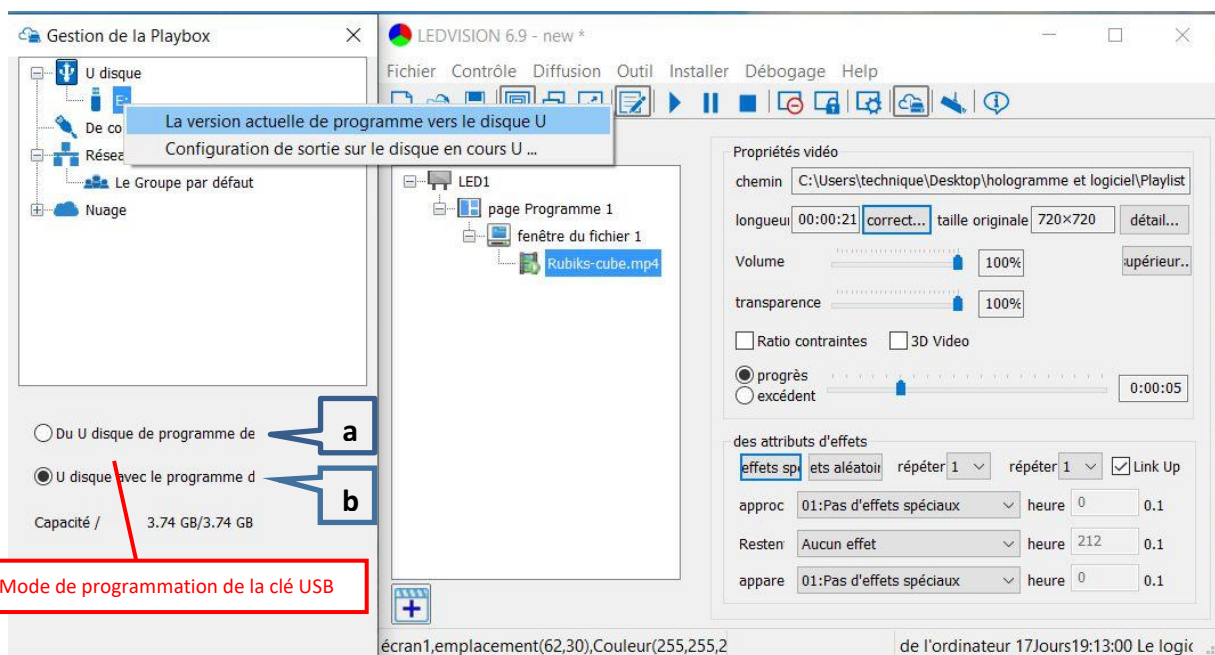 Gestion de la Playbox
U disque
E:
La version actuelle de programme vers le disque U
De co
Configuration de sortie sur le disque en cours U ...
Résea
Le Groupe par défaut
Nuage
Du U disque de programme de
a
U disque avec le programme d
b
Capacité / 3.74 GB/3.74 GB
Mode de programmation de la clé USB
LEDVISION 6.9 - new *
Fichier Contrôle Diffusion Outil Installer Débogage Help
LED1
page Programme 1
fenêtre du fichier 1
Rubiks-cube.mp4
Propriétés vidéo
chemin C:\Users\technique\Desktop\hologramme et logiciel\Playlist
longueur 00:00:21 correct... taille originale 720×720 détail...
Volume 100% supérieur..
transparence 100%
Ratio contraintes 3D Video
progrès
excédent 0:00:05
des attributs d'effets
effets spé ets aléatoir répéter 1 répéter 1 Link Up
approc 01:Pas d'effets spéciaux heure 0 0.1
Resten Aucun effet heure 212 0.1
appare 01:Pas d'effets spéciaux heure 0 0.1
écran1,emplacement(62,30),Couleur(255,255,2 de l'ordinateur 17Jours19:13:00 Le logic